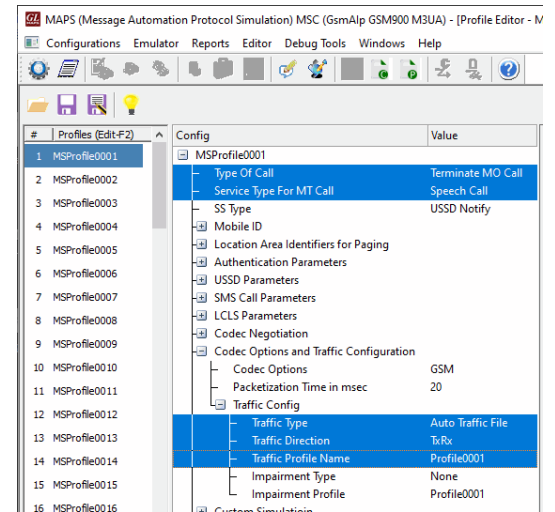 GL MAPS (Message Automation Protocol Simulation) MSC (GsmAIp GSM900 M3UA) - [Profile Editor - M
Configurations Emulator Reports Editor Debug Tools Windows Help
# Profiles (Edit-F2)
1 MSProfile0001
2 MSProfile0002
3 MSProfile0003
4 MSProfile0004
5 MSProfile0005
6 MSProfile0006
7 MSProfile0007
8 MSProfile0008
9 MSProfile0009
10 MSProfile0010
11 MSProfile0011
12 MSProfile0012
13 MSProfile0013
14 MSProfile0014
15 MSProfile0015
16 MSProfile0016
Config Value
MSProfile0001
Type Of Call Terminate MO Call
Service Type For MT Call Speech Call
SS Type USSD Notify
Mobile ID
Location Area Identifiers for Paging
Authentication Parameters
USSD Parameters
SMS Call Parameters
LCLS Parameters
Codec Negotiation
Codec Options and Traffic Configuration
Codec Options GSM
Packetization Time in msec 20
Traffic Config
Traffic Type Auto Traffic File
Traffic Direction TxRx
Traffic Profile Name Profile0001
Impairment Type None
Impairment Profile Profile0001
Custom Simulatioin